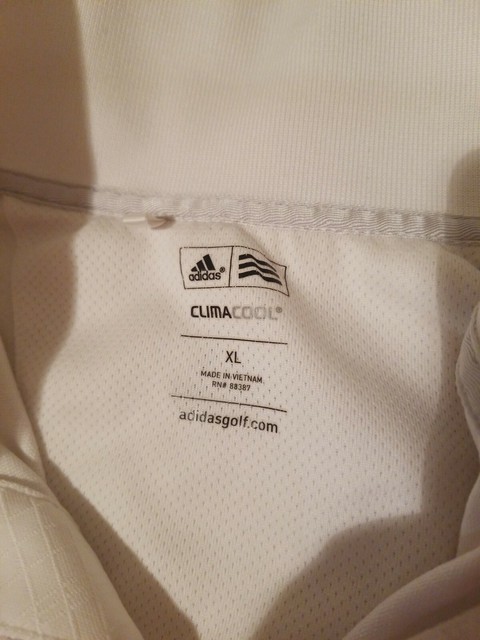 adidas®
CLIMACOOL®
XL
MADE IN VIETNAM
RN# 88387
adidasgolf.com